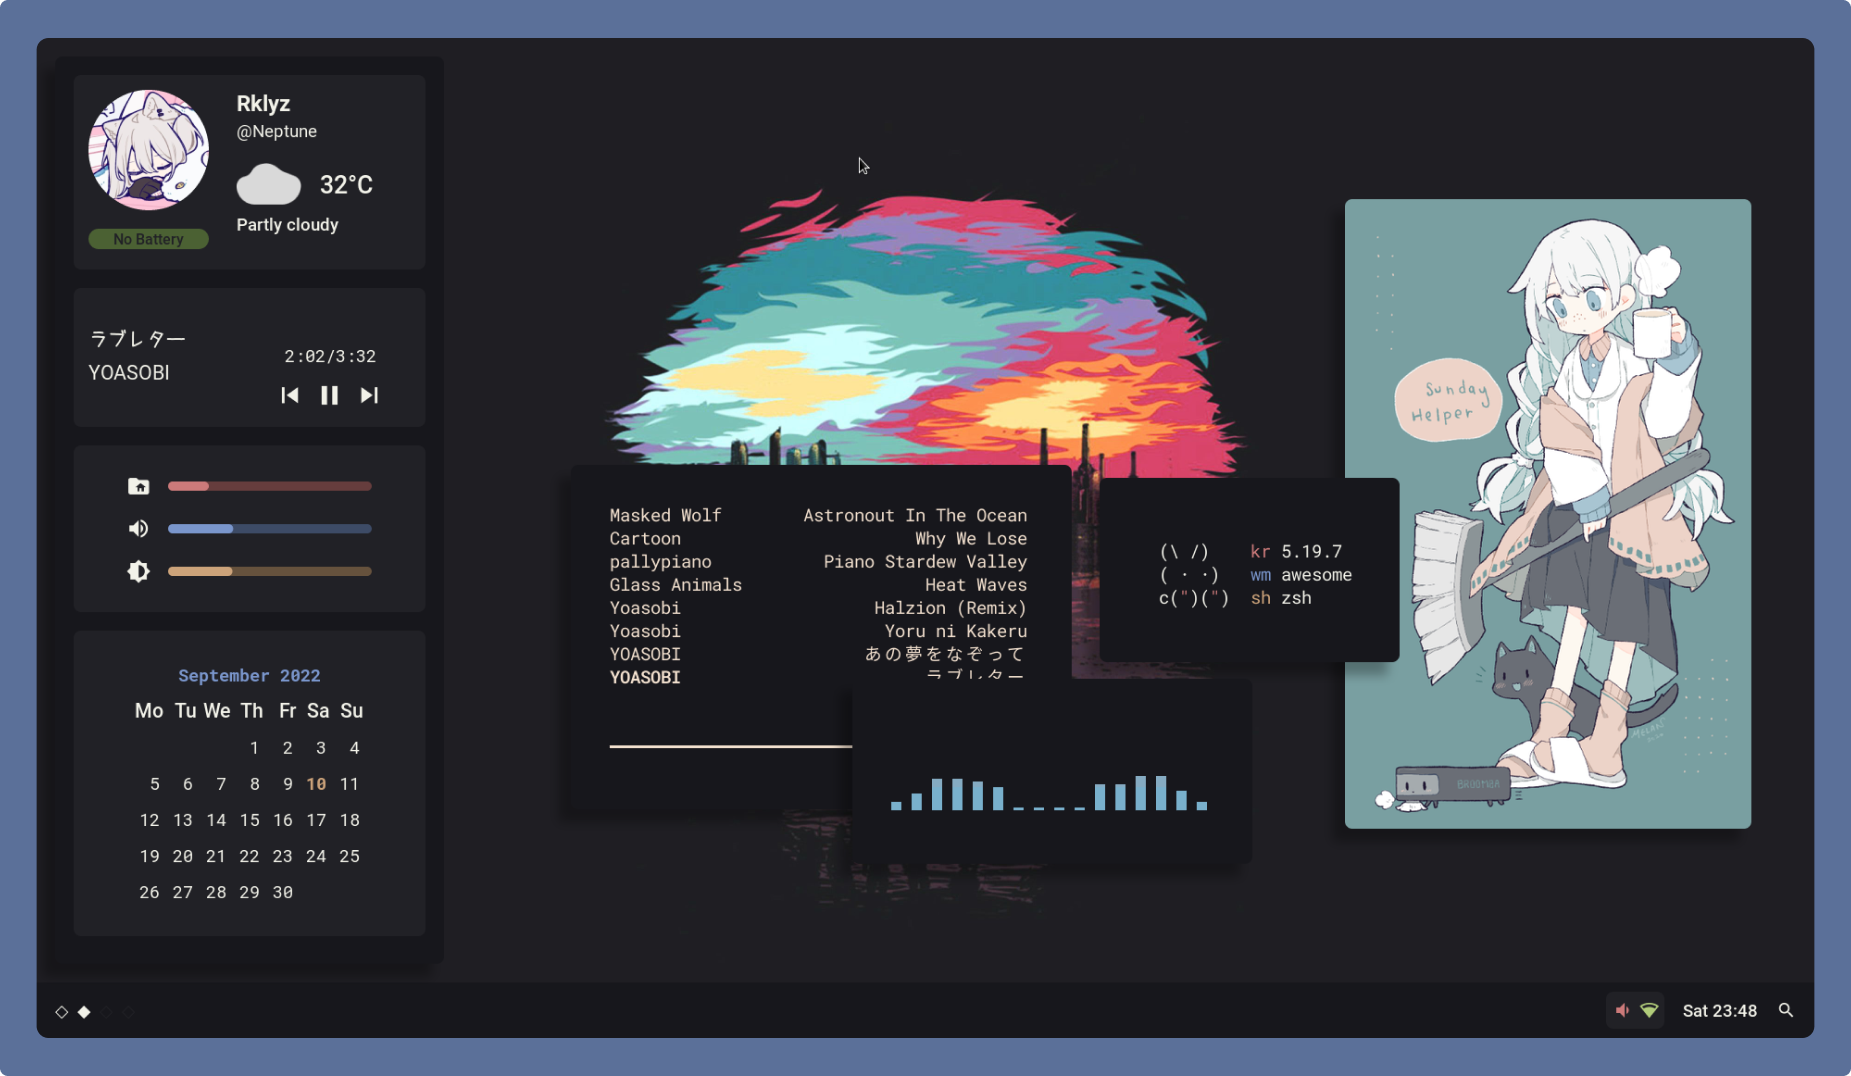 Rklyz
@Neptune
32°C
Partly cloudy
No Battery
ラブレター
YOASOBI
2:02/3:32
September 2022
Mo Tu We Th Fr Sa Su
1 2 3 4
5 6 7 8 9 10 11
12 13 14 15 16 17 18
19 20 21 22 23 24 25
26 27 28 29 30
Masked Wolf Astronout In The Ocean
Cartoon Why We Lose
pallypiano Piano Stardew Valley
Glass Animals Heat Waves
Yoasobi Halzion (Remix)
Yoasobi Yoru ni Kakeru
YOASOBI あの夢をなぞって
YOASOBI ラブレター
(\ /) kr 5.19.7
( · ·) wm awesome
c(")(") sh zsh
Sunday
Helper
Sat 23:48